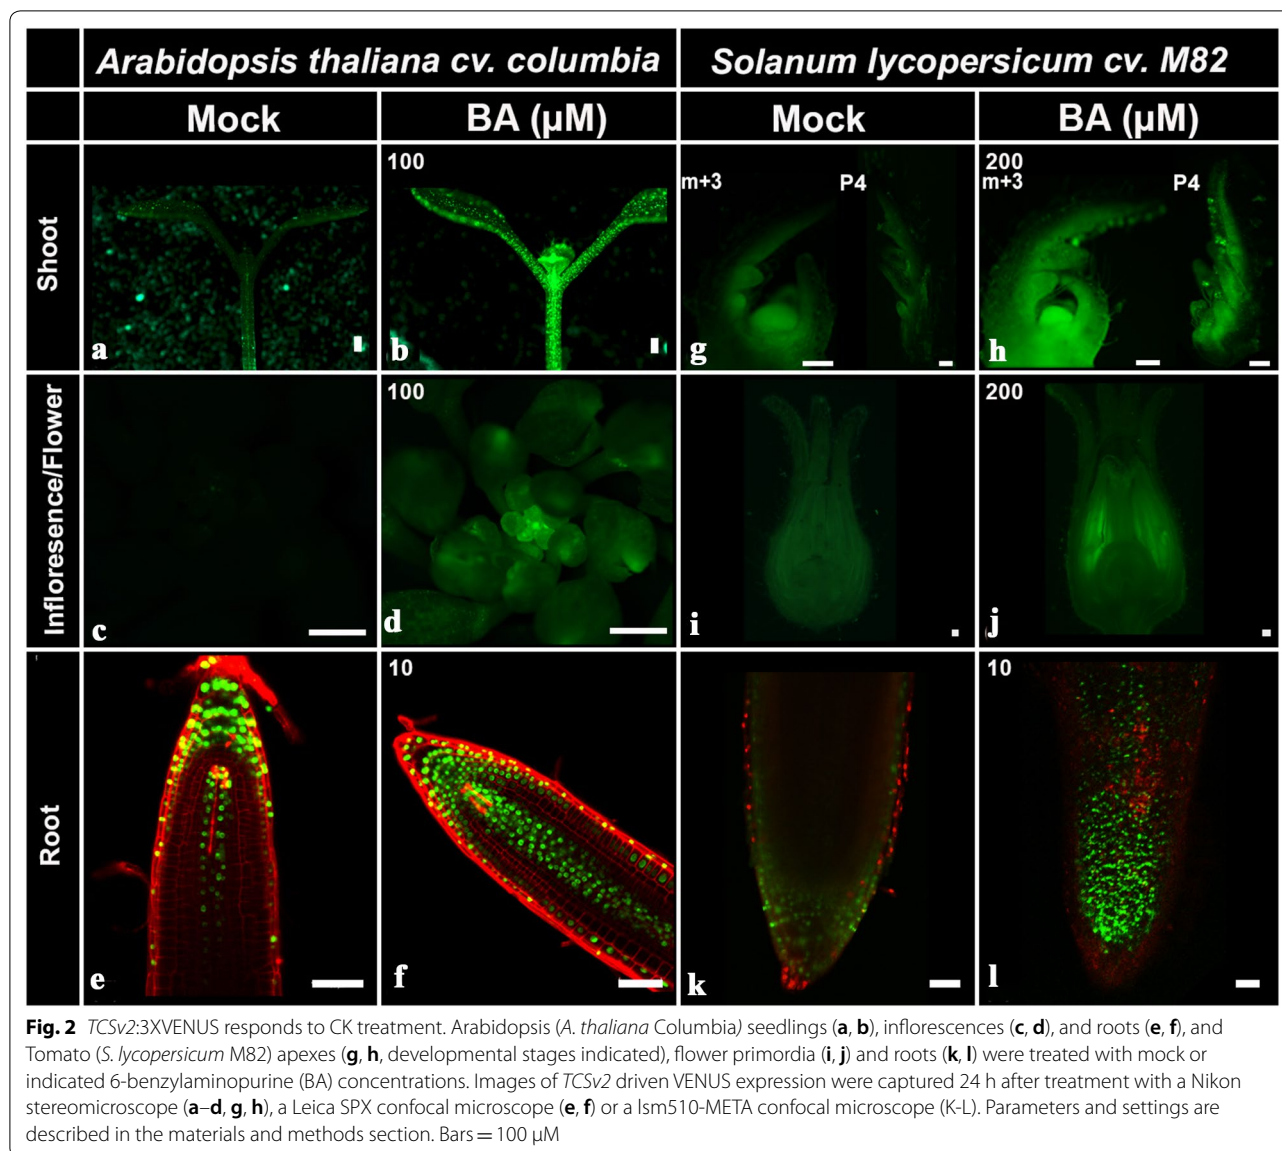 Arabidopsis thaliana cv. columbia
Solanum lycopersicum cv. M82
Mock
BA (µM)
Mock
BA (µM)
Shoot
a
100
b
m+3
P4
g
200
m+3
P4
h
Infloresence/Flower
c
100
d
i
200
j
Root
e
10
f
k
10
l
Fig. 2 TCSv2:3XVENUS responds to CK treatment. Arabidopsis (A. thaliana Columbia) seedlings (a, b), inflorescences (c, d), and roots (e, f), and
Tomato (S. lycopersicum M82) apexes (g, h, developmental stages indicated), flower primordia (i, j) and roots (k, l) were treated with mock or
indicated 6-benzylaminopurine (BA) concentrations. Images of TCSv2 driven VENUS expression were captured 24 h after treatment with a Nikon
stereomicroscope (a–d, g, h), a Leica SPX confocal microscope (e, f) or a lsm510-META confocal microscope (K-L). Parameters and settings are
described in the materials and methods section. Bars = 100 µM